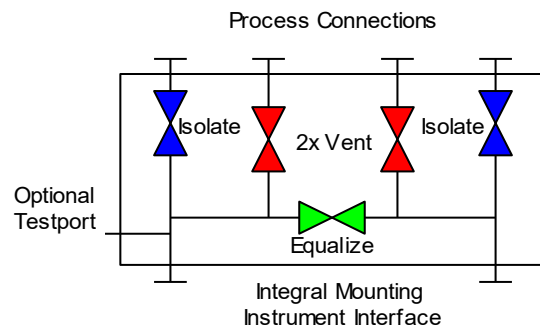 Process Connections
Isolate
2x Vent
Isolate
Optional
Testport
Equalize
Integral Mounting
Instrument Interface